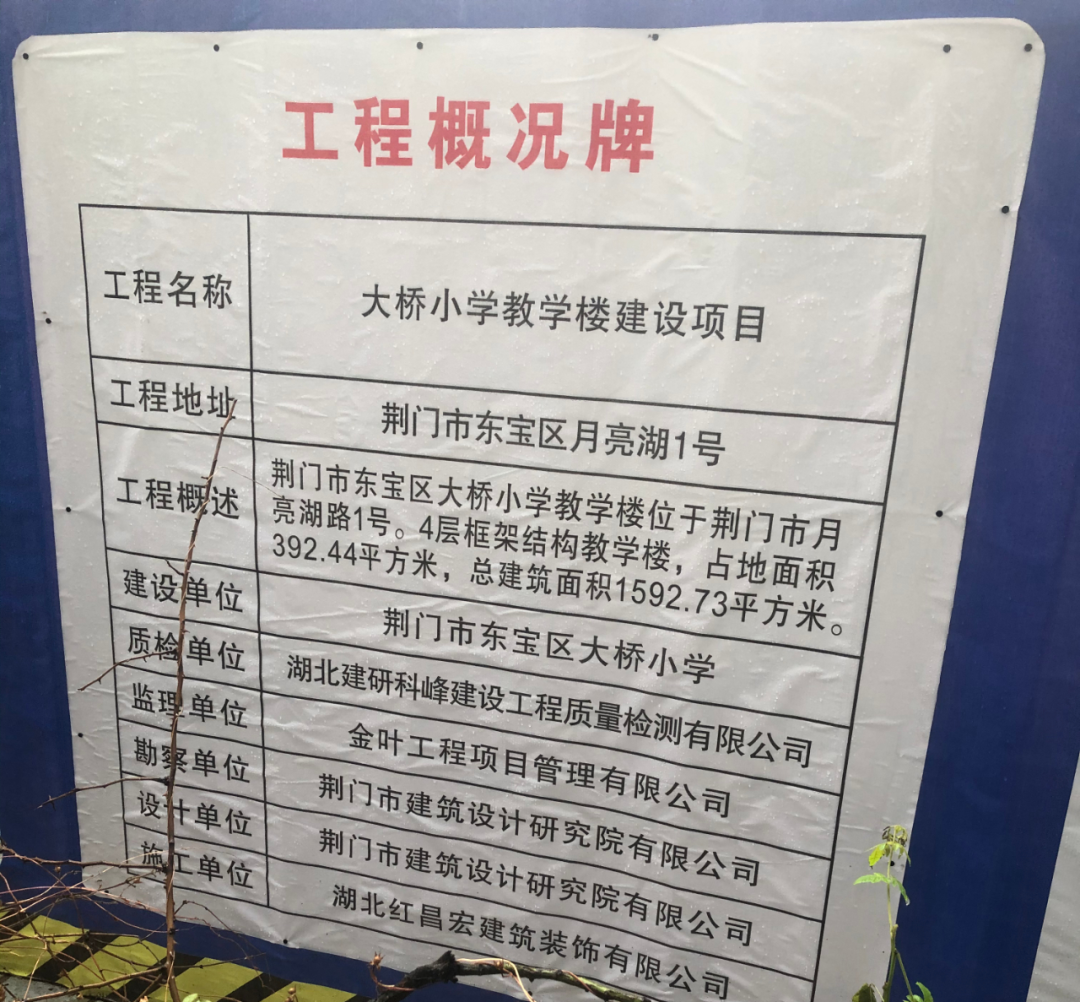 工程概况牌
工程名称
大桥小学教学楼建设项目
工程地址
荆门市东宝区月亮湖1号
工程概述
荆门市东宝区大桥小学教学楼位于荆门市月
亮湖路1号。4层框架结构教学楼，占地面积
392.44平方米，总建筑面积1592.73平方米。
建设单位
荆门市东宝区大桥小学
质检单位
湖北建研科峰建设工程质量检测有限公司
监理单位
金叶工程项目管理有限公司
勘察单位
荆门市建筑设计研究院有限公司
设计单位
荆门市建筑设计研究院有限公司
施工单位
湖北红昌宏建筑装饰有限公司